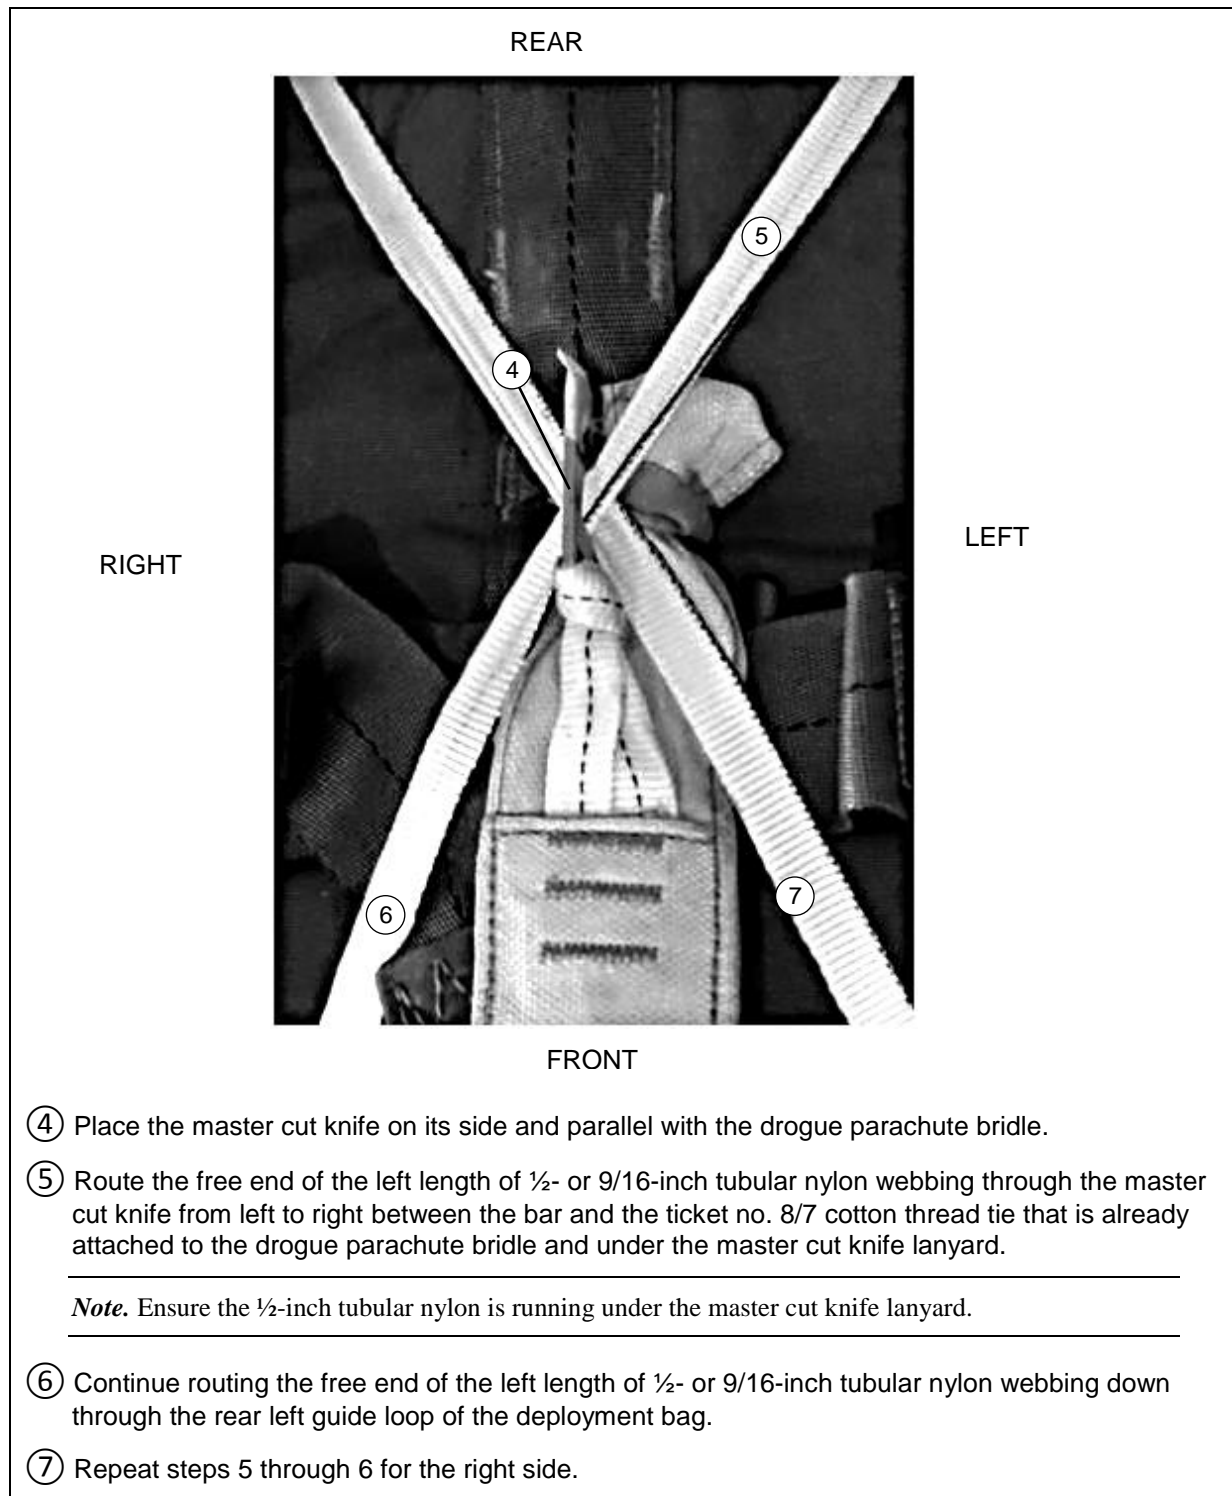 REAR
5
4
RIGHT
LEFT
6
7
FRONT
④ Place the master cut knife on its side and parallel with the drogue parachute bridle.
⑤ Route the free end of the left length of ½- or 9/16-inch tubular nylon webbing through the master
cut knife from left to right between the bar and the ticket no. 8/7 cotton thread tie that is already
attached to the drogue parachute bridle and under the master cut knife lanyard.
Note. Ensure the ½-inch tubular nylon is running under the master cut knife lanyard.
⑥ Continue routing the free end of the left length of ½- or 9/16-inch tubular nylon webbing down
through the rear left guide loop of the deployment bag.
⑦ Repeat steps 5 through 6 for the right side.